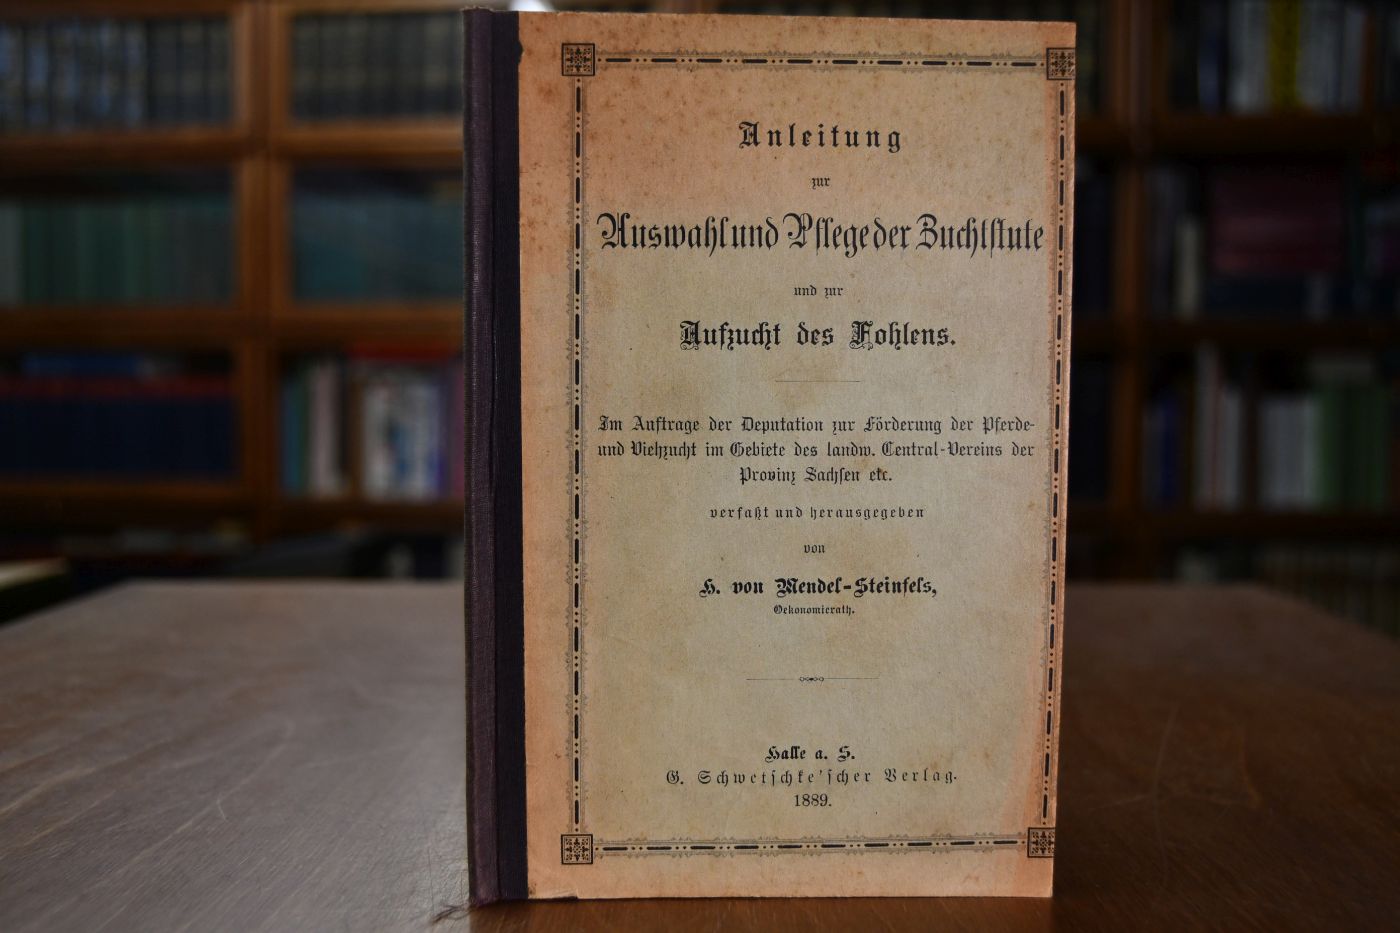 Anleitung
zur
Auswahl und Pflege der Zuchtstute
und zur
Aufzucht des Fohlens.
Im Auftrage der Deputation zur Förderung der Pferde-
und Viehzucht im Gebiete des landw. Central-Vereins der
Provinz Sachsen etc.
verfaßt und herausgegeben
von
H. von Mendel-Steinfels,
Oekonomierath.
Halle a. S.
G. Schwetschke'scher Verlag.
1889.